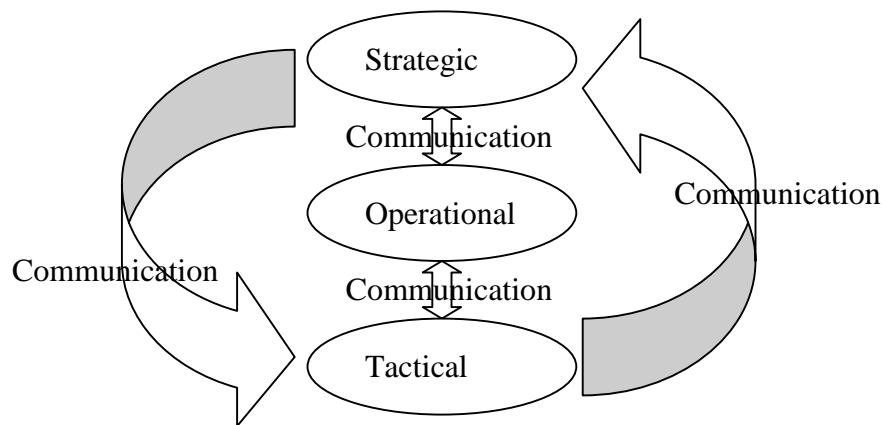 Strategic
Communication
Communication
Operational
Communication
Communication
Tactical